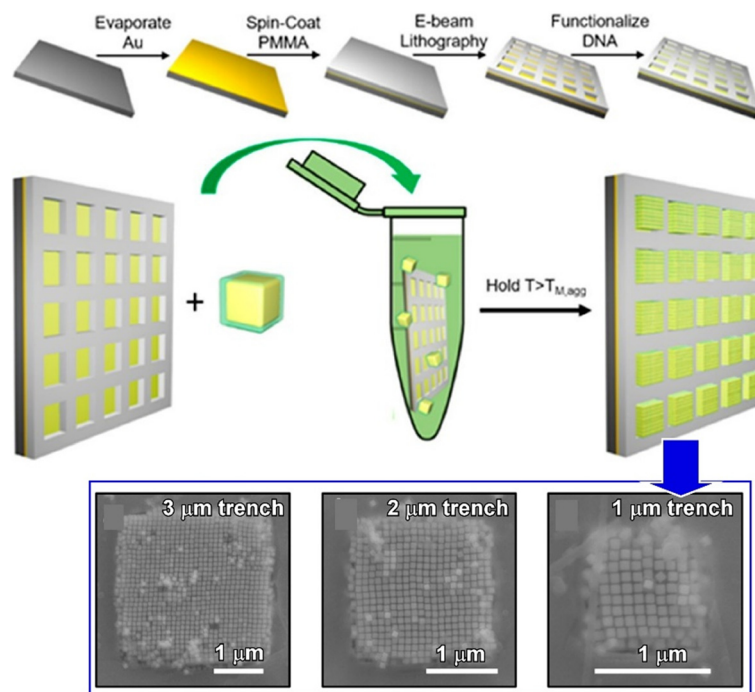 Evaporate
Au
Spin-Coat
PMMA
E-beam
Lithography
Functionalize
DNA
+
Hold T>T_M,agg
3 μm trench
1 μm
2 μm trench
1 μm
1 μm trench
1 μm